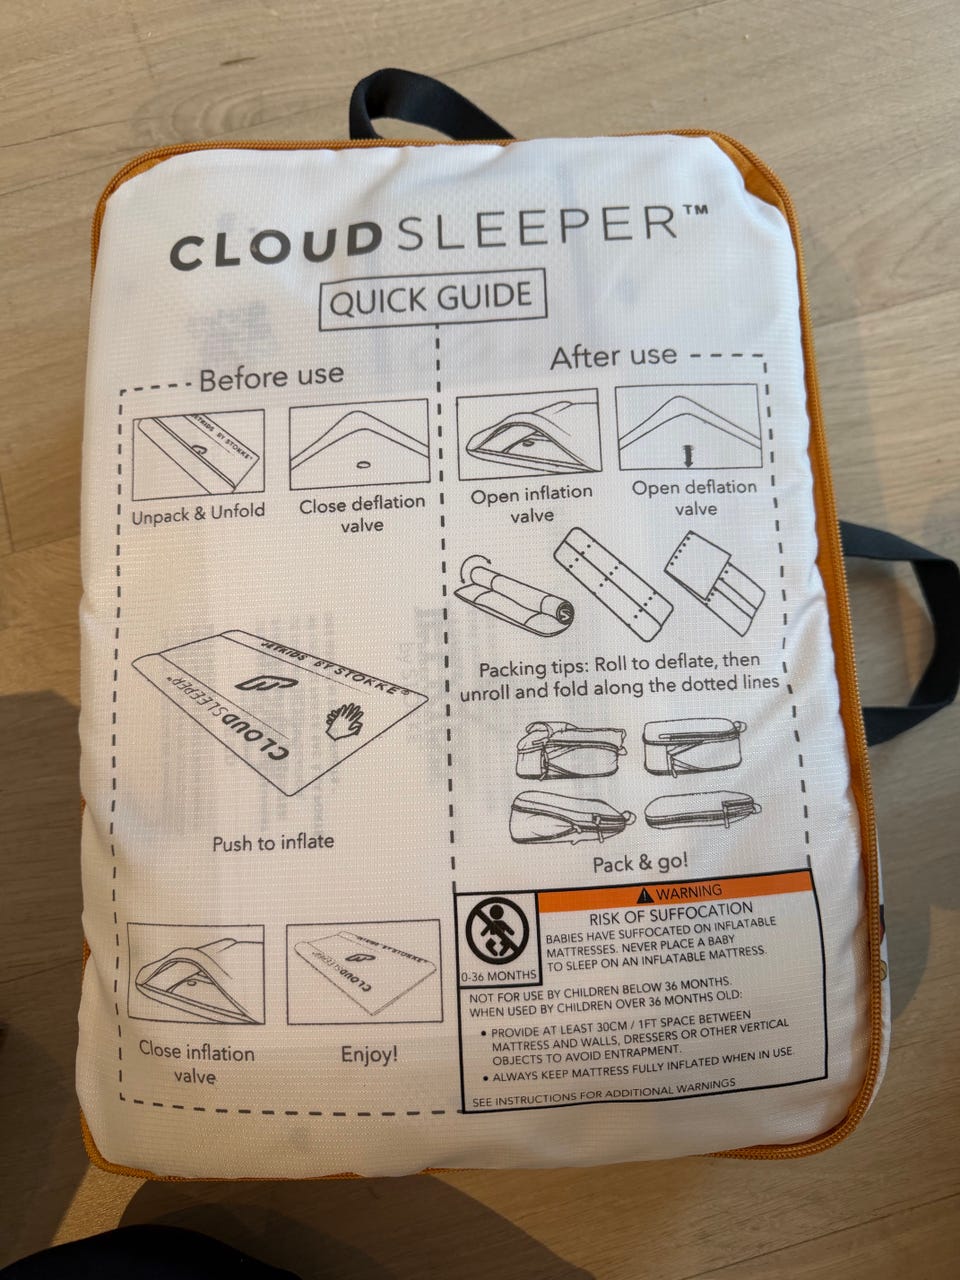 CLOUDSLEEPER™
QUICK GUIDE
Before use
JETKIDS BY STOKKE®
Unpack & Unfold
Close deflation
valve
JETKIDS BY STOKKE®
CLOUDSLEEPER™
Push to inflate
Close inflation
valve
JETKIDS BY STOKKE®
CLOUDSLEEPER
Enjoy!
After use
Open inflation
valve
Open deflation
valve
Packing tips: Roll to deflate, then
unroll and fold along the dotted lines
Pack & go!
0-36 MONTHS
WARNING
RISK OF SUFFOCATION
BABIES HAVE SUFFOCATED ON INFLATABLE
MATTRESSES. NEVER PLACE A BABY
TO SLEEP ON AN INFLATABLE MATTRESS.
NOT FOR USE BY CHILDREN BELOW 36 MONTHS.
WHEN USED BY CHILDREN OVER 36 MONTHS OLD:
• PROVIDE AT LEAST 30CM / 1FT SPACE BETWEEN
MATTRESS AND WALLS, DRESSERS OR OTHER VERTICAL
OBJECTS TO AVOID ENTRAPMENT.
• ALWAYS KEEP MATTRESS FULLY INFLATED WHEN IN USE.
SEE INSTRUCTIONS FOR ADDITIONAL WARNINGS